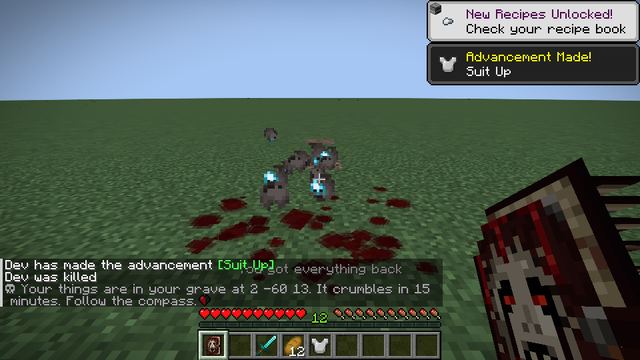 New Recipes Unlocked!
Check your recipe book
Advancement Made!
Suit Up
Dev has made the advancement [Suit Up]
You got everything back
Dev was killed
☠ Your things are in your grave at 2 -60 13. It crumbles in 15
minutes. Follow the compass.
12
12